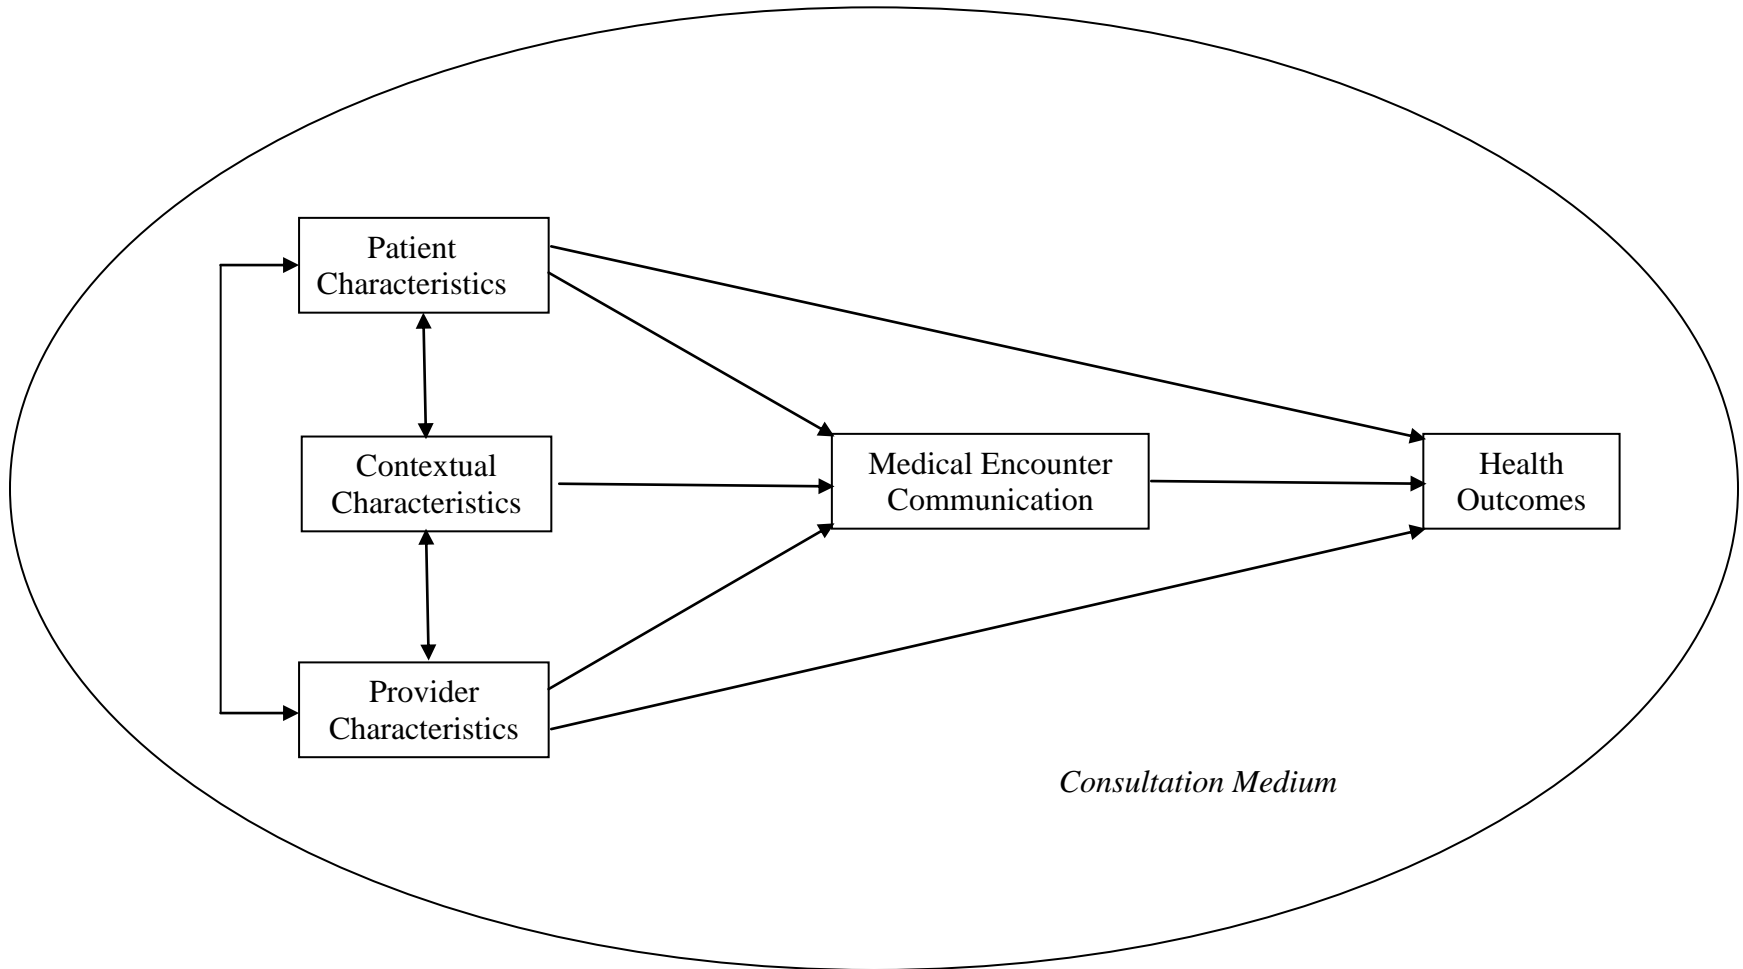 Patient
Characteristics
Contextual
Characteristics
Medical Encounter
Communication
Health
Outcomes
Provider
Characteristics
Consultation Medium